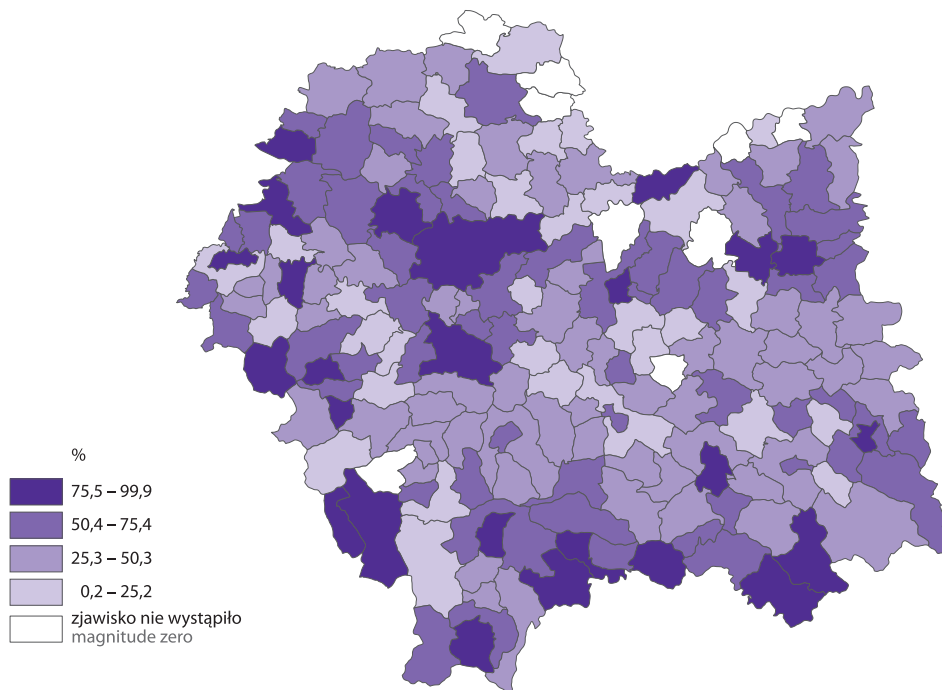 %
75,5 – 99,9
50,4 – 75,4
25,3 – 50,3
0,2 – 25,2
zjawisko nie wystąpiło
magnitude zero